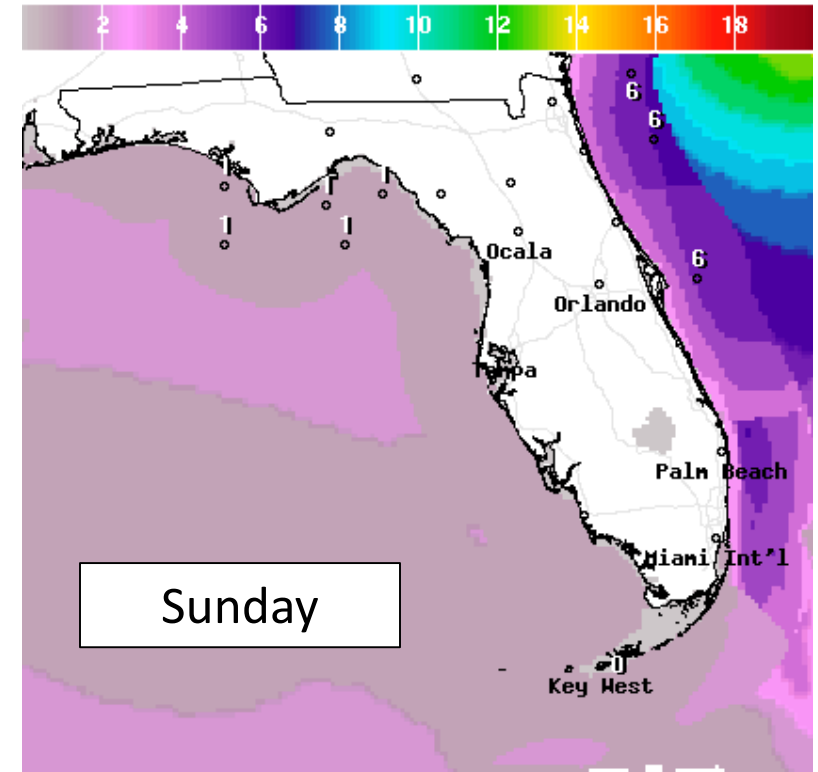 2 4 6 8 10 12 14 16 18
6
6
1
1 1
1 1
Ocala
6
Orlando
Tampa
Palm Beach
Miami Int'l
Sunday
0
Key West